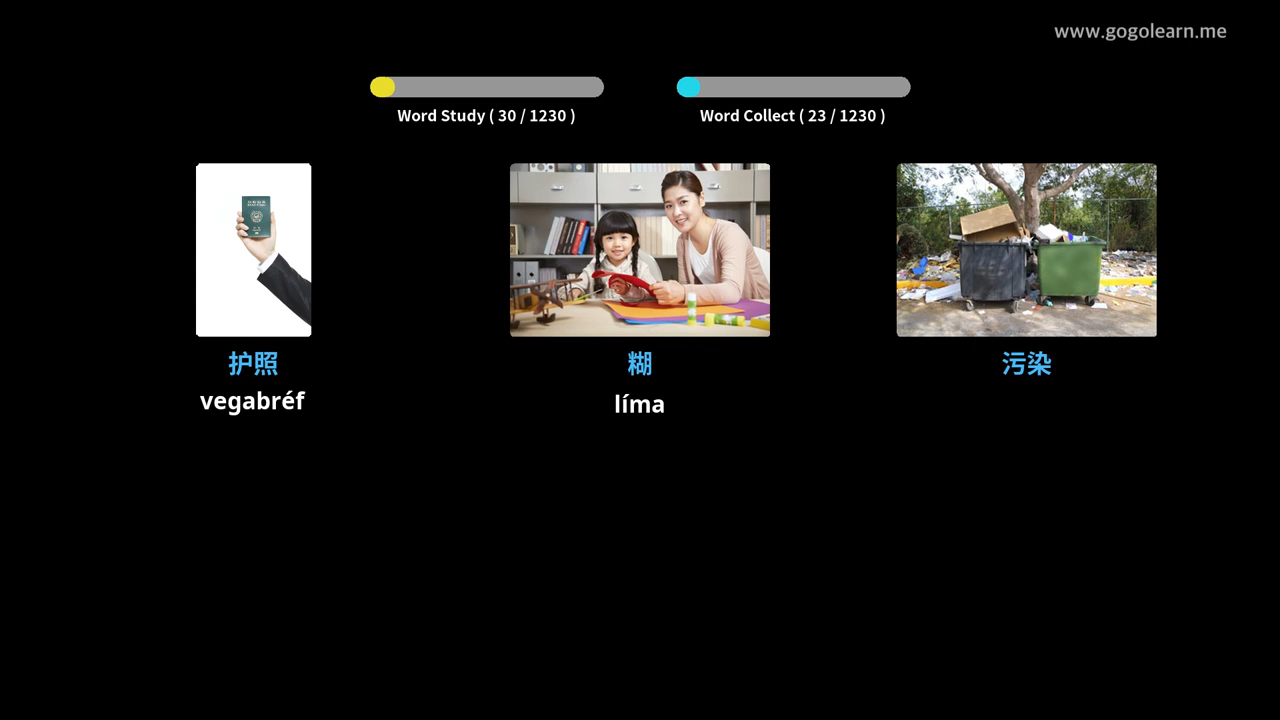 www.gogolearn.me
Word Study ( 30 / 1230 )
Word Collect ( 23 / 1230 )
护照
糊
污染
vegabréf
líma